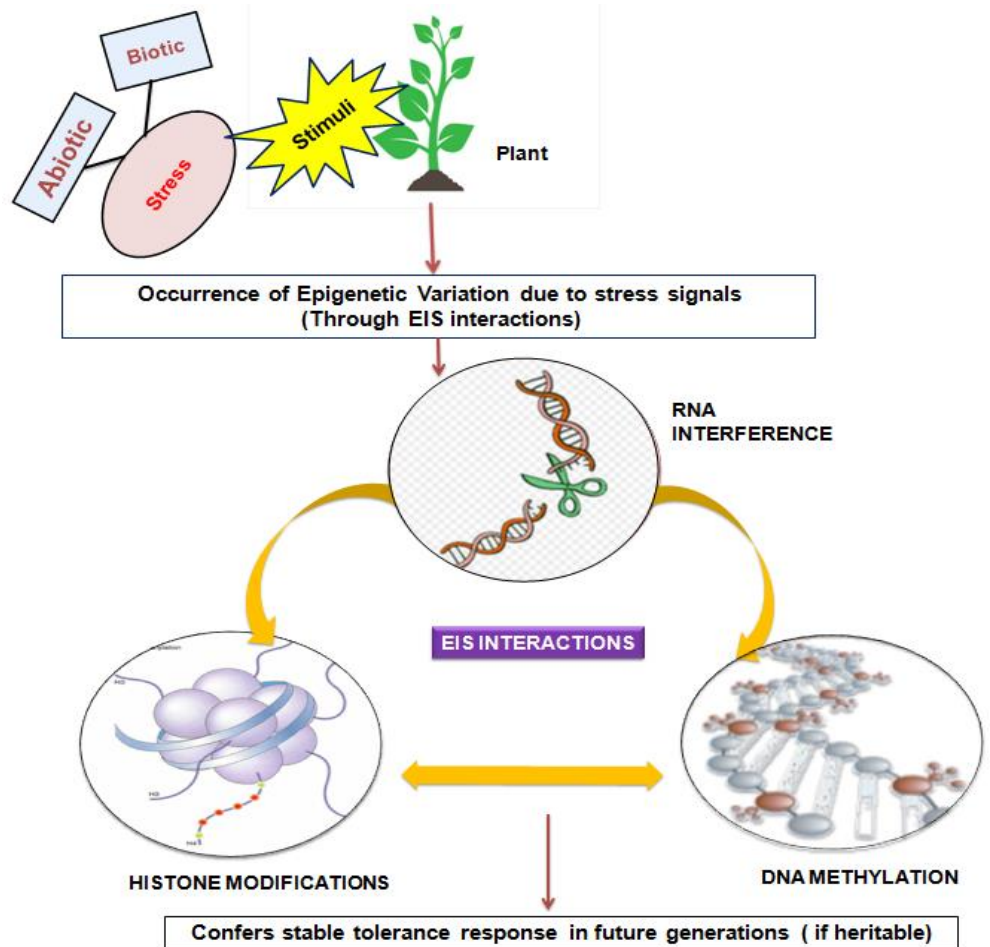 Biotic
Abiotic
Stress
Stimuli
Plant
Occurrence of Epigenetic Variation due to stress signals
(Through EIS interactions)
RNA
INTERFERENCE
EIS INTERACTIONS
HISTONE MODIFICATIONS
DNA METHYLATION
Confers stable tolerance response in future generations ( if heritable)